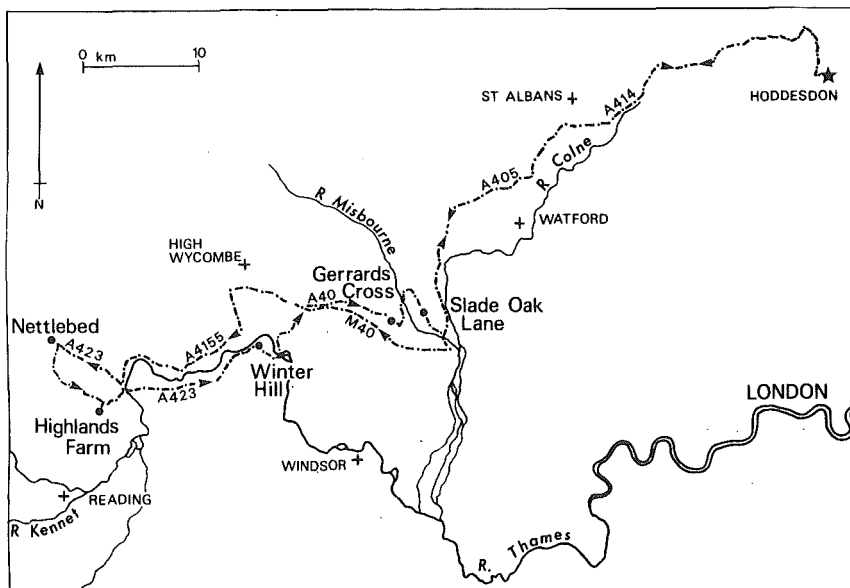 0 km 10
N
ST ALBANS
A414
HODDESDON
R Colne
A405
R Misbourne
WATFORD
HIGH
WYCOMBE
Gerrards
Cross
A40
M40
Slade Oak
Lane
Nettlebed
A423
A4155
A423
Winter
Hill
Highlands
Farm
LONDON
WINDSOR
READING
R Kennet
R. Thames